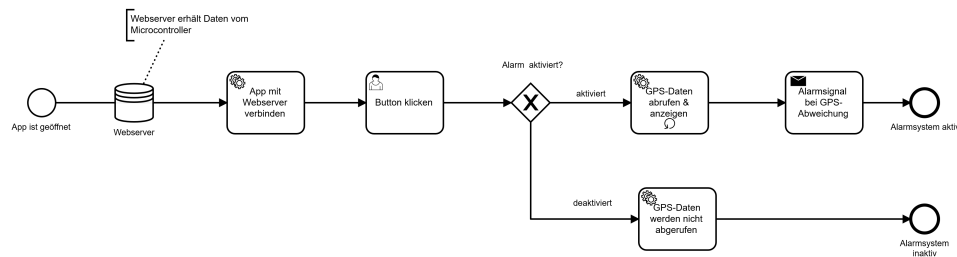 Webserver erhält Daten vom
Microcontroller
App ist geöffnet
Webserver
App mit
Webserver
verbinden
Button klicken
Alarm aktiviert?
aktiviert
GPS-Daten
abrufen &
anzeigen
Alarmsignal
bei GPS-
Abweichung
Alarmsystem aktiv
deaktiviert
GPS-Daten
werden nicht
abgerufen
Alarmsystem
inaktiv